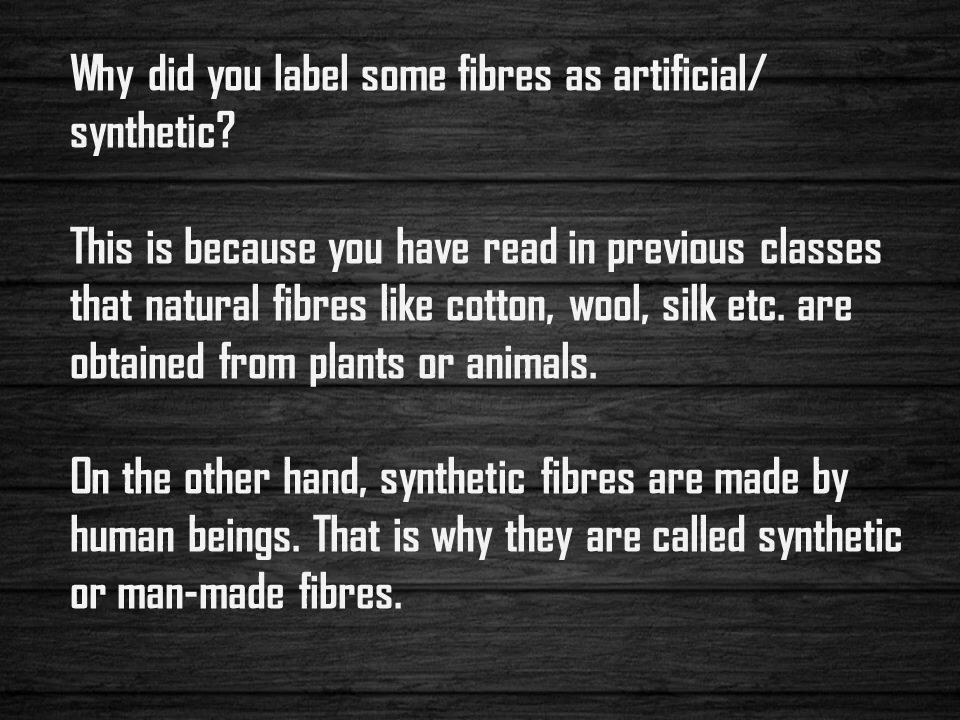 Why did you label some fibres as artificial/
synthetic?
This is because you have read in previous classes
that natural fibres like cotton, wool, silk etc. are
obtained from plants or animals.
On the other hand, synthetic fibres are made by
human beings. That is why they are called synthetic
or man-made fibres.